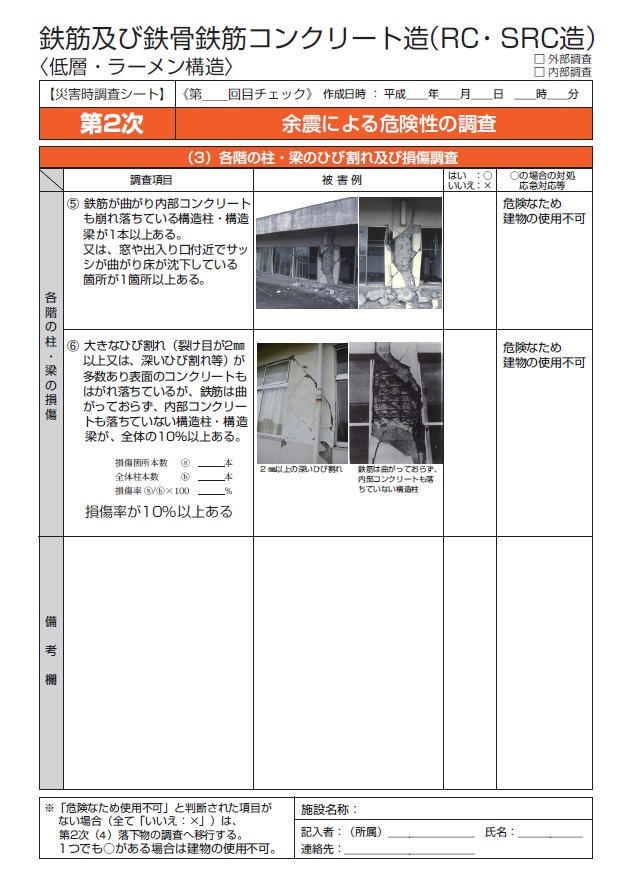 鉄筋及び鉄骨鉄筋コンクリート造(RC・SRC造)
〈低層・ラーメン構造〉
□ 外部調査
□ 内部調査
【災害時調査シート】
《第____回目チェック》 作成日時：平成____年____月____日 ____時____分
第2次
余震による危険性の調査
（3）各階の柱・梁のひび割れ及び損傷調査
調査項目
被 害 例
はい ：○
いいえ：×
○の場合の対処
応急対応等
各階の柱・梁の損傷
⑤ 鉄筋が曲がり内部コンクリート
も崩れ落ちている構造柱・構造
梁が1本以上ある。
又は、窓や出入り口付近でサッ
シが曲がり床が沈下している
箇所が1箇所以上ある。
危険なため
建物の使用不可
⑥ 大きなひび割れ（裂け目が2㎜
以上又は、深いひび割れ等）が
多数あり表面のコンクリートも
はがれ落ちているが、鉄筋は曲
がっておらず、内部コンクリー
トも落ちていない構造柱・構造
梁が、全体の10％以上ある。
損傷箇所本数 ⓐ ____本
全体柱本数 ⓑ ____本
損傷率 ⓐ/ⓑ×100 ____％
損傷率が10％以上ある
2 ㎜以上の深いひび割れ
鉄筋は曲がっておらず、
内部コンクリートも落
ちていない構造柱
危険なため
建物の使用不可
備考欄
※「危険なため使用不可」と判断された項目が
ない場合（全て「いいえ：×」）は、
第2次（4）落下物の調査へ移行する。
１つでも○がある場合は建物の使用不可。
施設名称：
記入者：（所属）____________ 氏名：____________
連絡先：____________